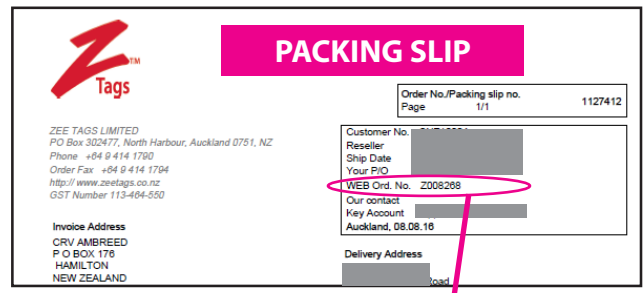 Z TM
Tags
PACKING SLIP
Order No./Packing slip no. 1127412
Page 1/1
ZEE TAGS LIMITED
PO Box 302477, North Harbour, Auckland 0751, NZ
Phone +64 9 414 1790
Order Fax +64 9 414 1794
http:// www.zeetags.co.nz
GST Number 113-464-550
Customer No.
Reseller
Ship Date
Your P/O
WEB Ord. No. Z008268
Our contact
Key Account
Auckland, 08.08.16
Invoice Address
CRV AMBREED
P O BOX 176
HAMILTON
NEW ZEALAND
Delivery Address
Road